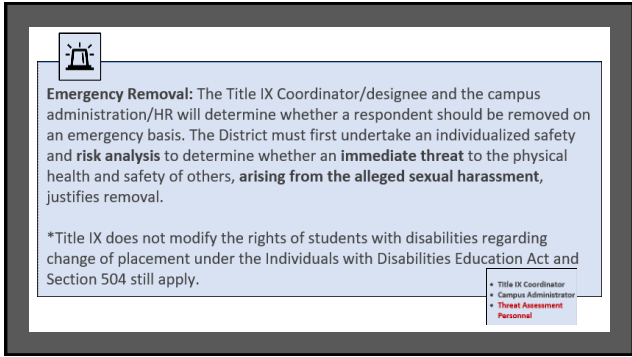 Emergency Removal: The Title IX Coordinator/designee and the campus
administration/HR will determine whether a respondent should be removed on
an emergency basis. The District must first undertake an individualized safety
and risk analysis to determine whether an immediate threat to the physical
health and safety of others, arising from the alleged sexual harassment,
justifies removal.
*Title IX does not modify the rights of students with disabilities regarding
change of placement under the Individuals with Disabilities Education Act and
Section 504 still apply.
• Title IX Coordinator
• Campus Administrator
• Threat Assessment
Personnel